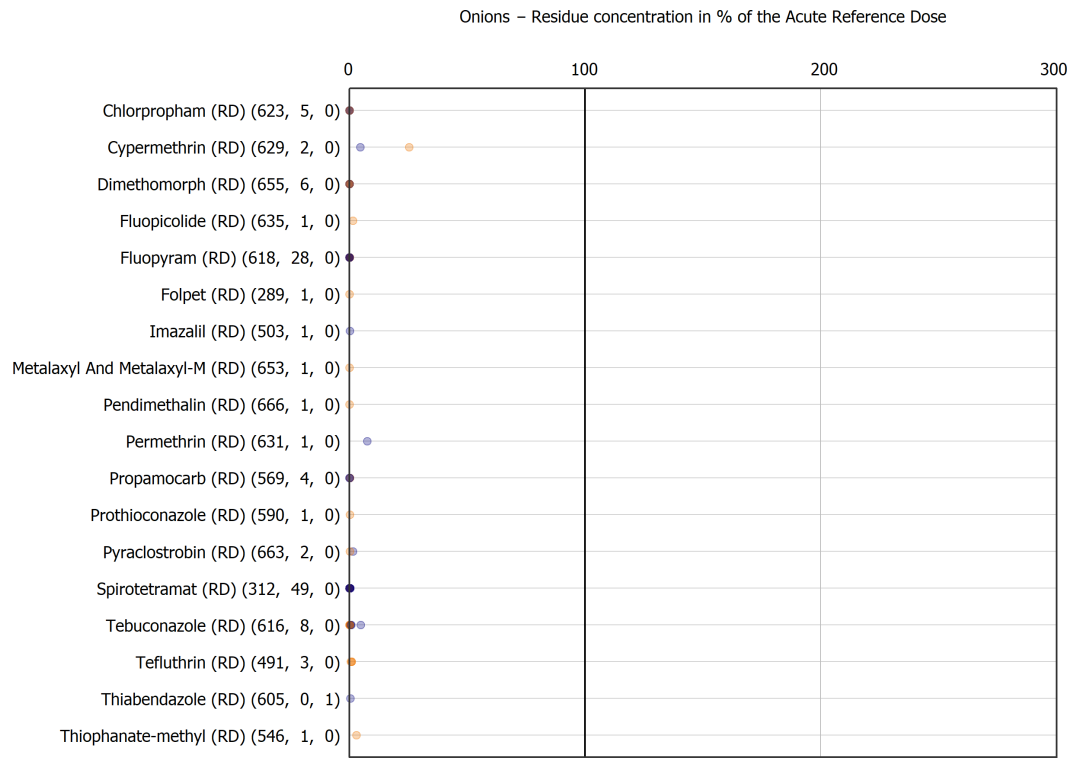 Onions – Residue concentration in % of the Acute Reference Dose
0 100 200 300
Chlorpropham (RD) (623, 5, 0)
Cypermethrin (RD) (629, 2, 0)
Dimethomorph (RD) (655, 6, 0)
Fluopicolide (RD) (635, 1, 0)
Fluopyram (RD) (618, 28, 0)
Folpet (RD) (289, 1, 0)
Imazalil (RD) (503, 1, 0)
Metalaxyl And Metalaxyl-M (RD) (653, 1, 0)
Pendimethalin (RD) (666, 1, 0)
Permethrin (RD) (631, 1, 0)
Propamocarb (RD) (569, 4, 0)
Prothioconazole (RD) (590, 1, 0)
Pyraclostrobin (RD) (663, 2, 0)
Spirotetramat (RD) (312, 49, 0)
Tebuconazole (RD) (616, 8, 0)
Tefluthrin (RD) (491, 3, 0)
Thiabendazole (RD) (605, 0, 1)
Thiophanate-methyl (RD) (546, 1, 0)